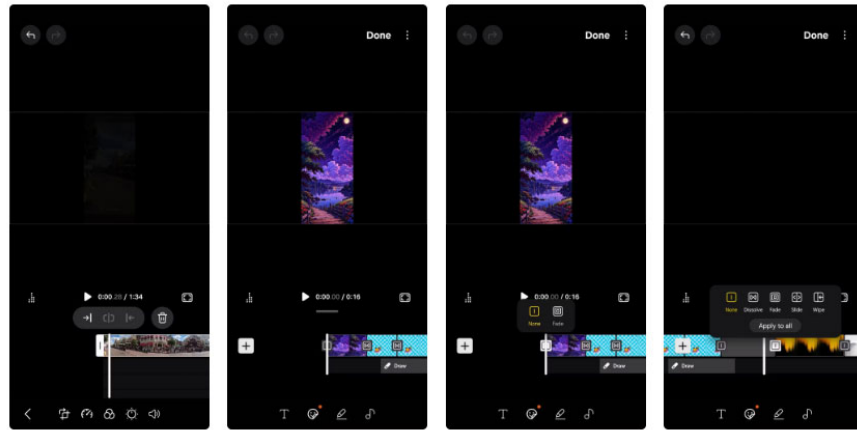 0:00.28 / 1:34
Done
0:00.00 / 0:16
Draw
Done
0:00.00 / 0:16
None Fade
Draw
Done
None Dissolve Fade Slide Wipe
Apply to all
Draw
T
T
T